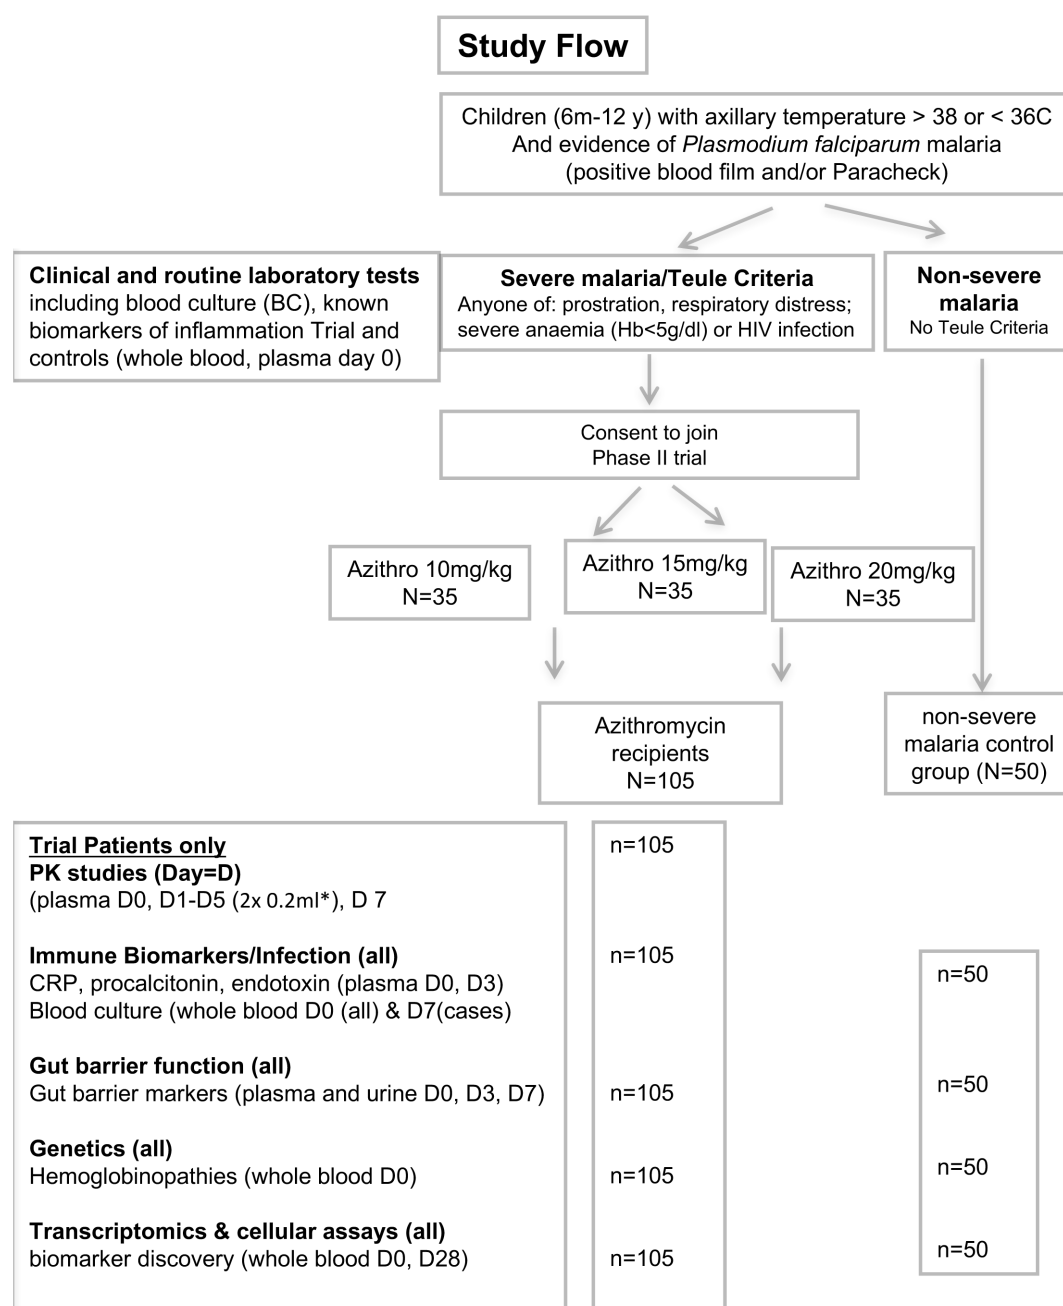 Study Flow
Children (6m-12 y) with axillary temperature > 38 or < 36C
And evidence of Plasmodium falciparum malaria
(positive blood film and/or Paracheck)
Clinical and routine laboratory tests
including blood culture (BC), known
biomarkers of inflammation Trial and
controls (whole blood, plasma day 0)
Severe malaria/Teule Criteria
Anyone of: prostration, respiratory distress;
severe anaemia (Hb<5g/dl) or HIV infection
Non-severe
malaria
No Teule Criteria
Consent to join
Phase II trial
Azithro 10mg/kg
N=35
Azithro 15mg/kg
N=35
Azithro 20mg/kg
N=35
Azithromycin
recipients
N=105
non-severe
malaria control
group (N=50)
Trial Patients only
n=105
PK studies (Day=D)
(plasma D0, D1-D5 (2x 0.2ml*), D 7
Immune Biomarkers/Infection (all)
n=105
CRP, procalcitonin, endotoxin (plasma D0, D3)
n=50
Blood culture (whole blood D0 (all) & D7(cases)
Gut barrier function (all)
Gut barrier markers (plasma and urine D0, D3, D7)
n=105
n=50
Genetics (all)
Hemoglobinopathies (whole blood D0)
n=105
n=50
Transcriptomics & cellular assays (all)
biomarker discovery (whole blood D0, D28)
n=105
n=50